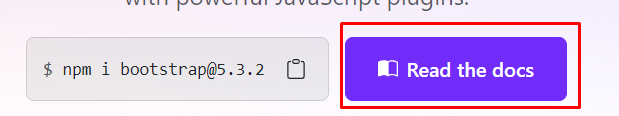 with powerful JavaScript plugins.
$ npm i bootstrap@5.3.2
Read the docs